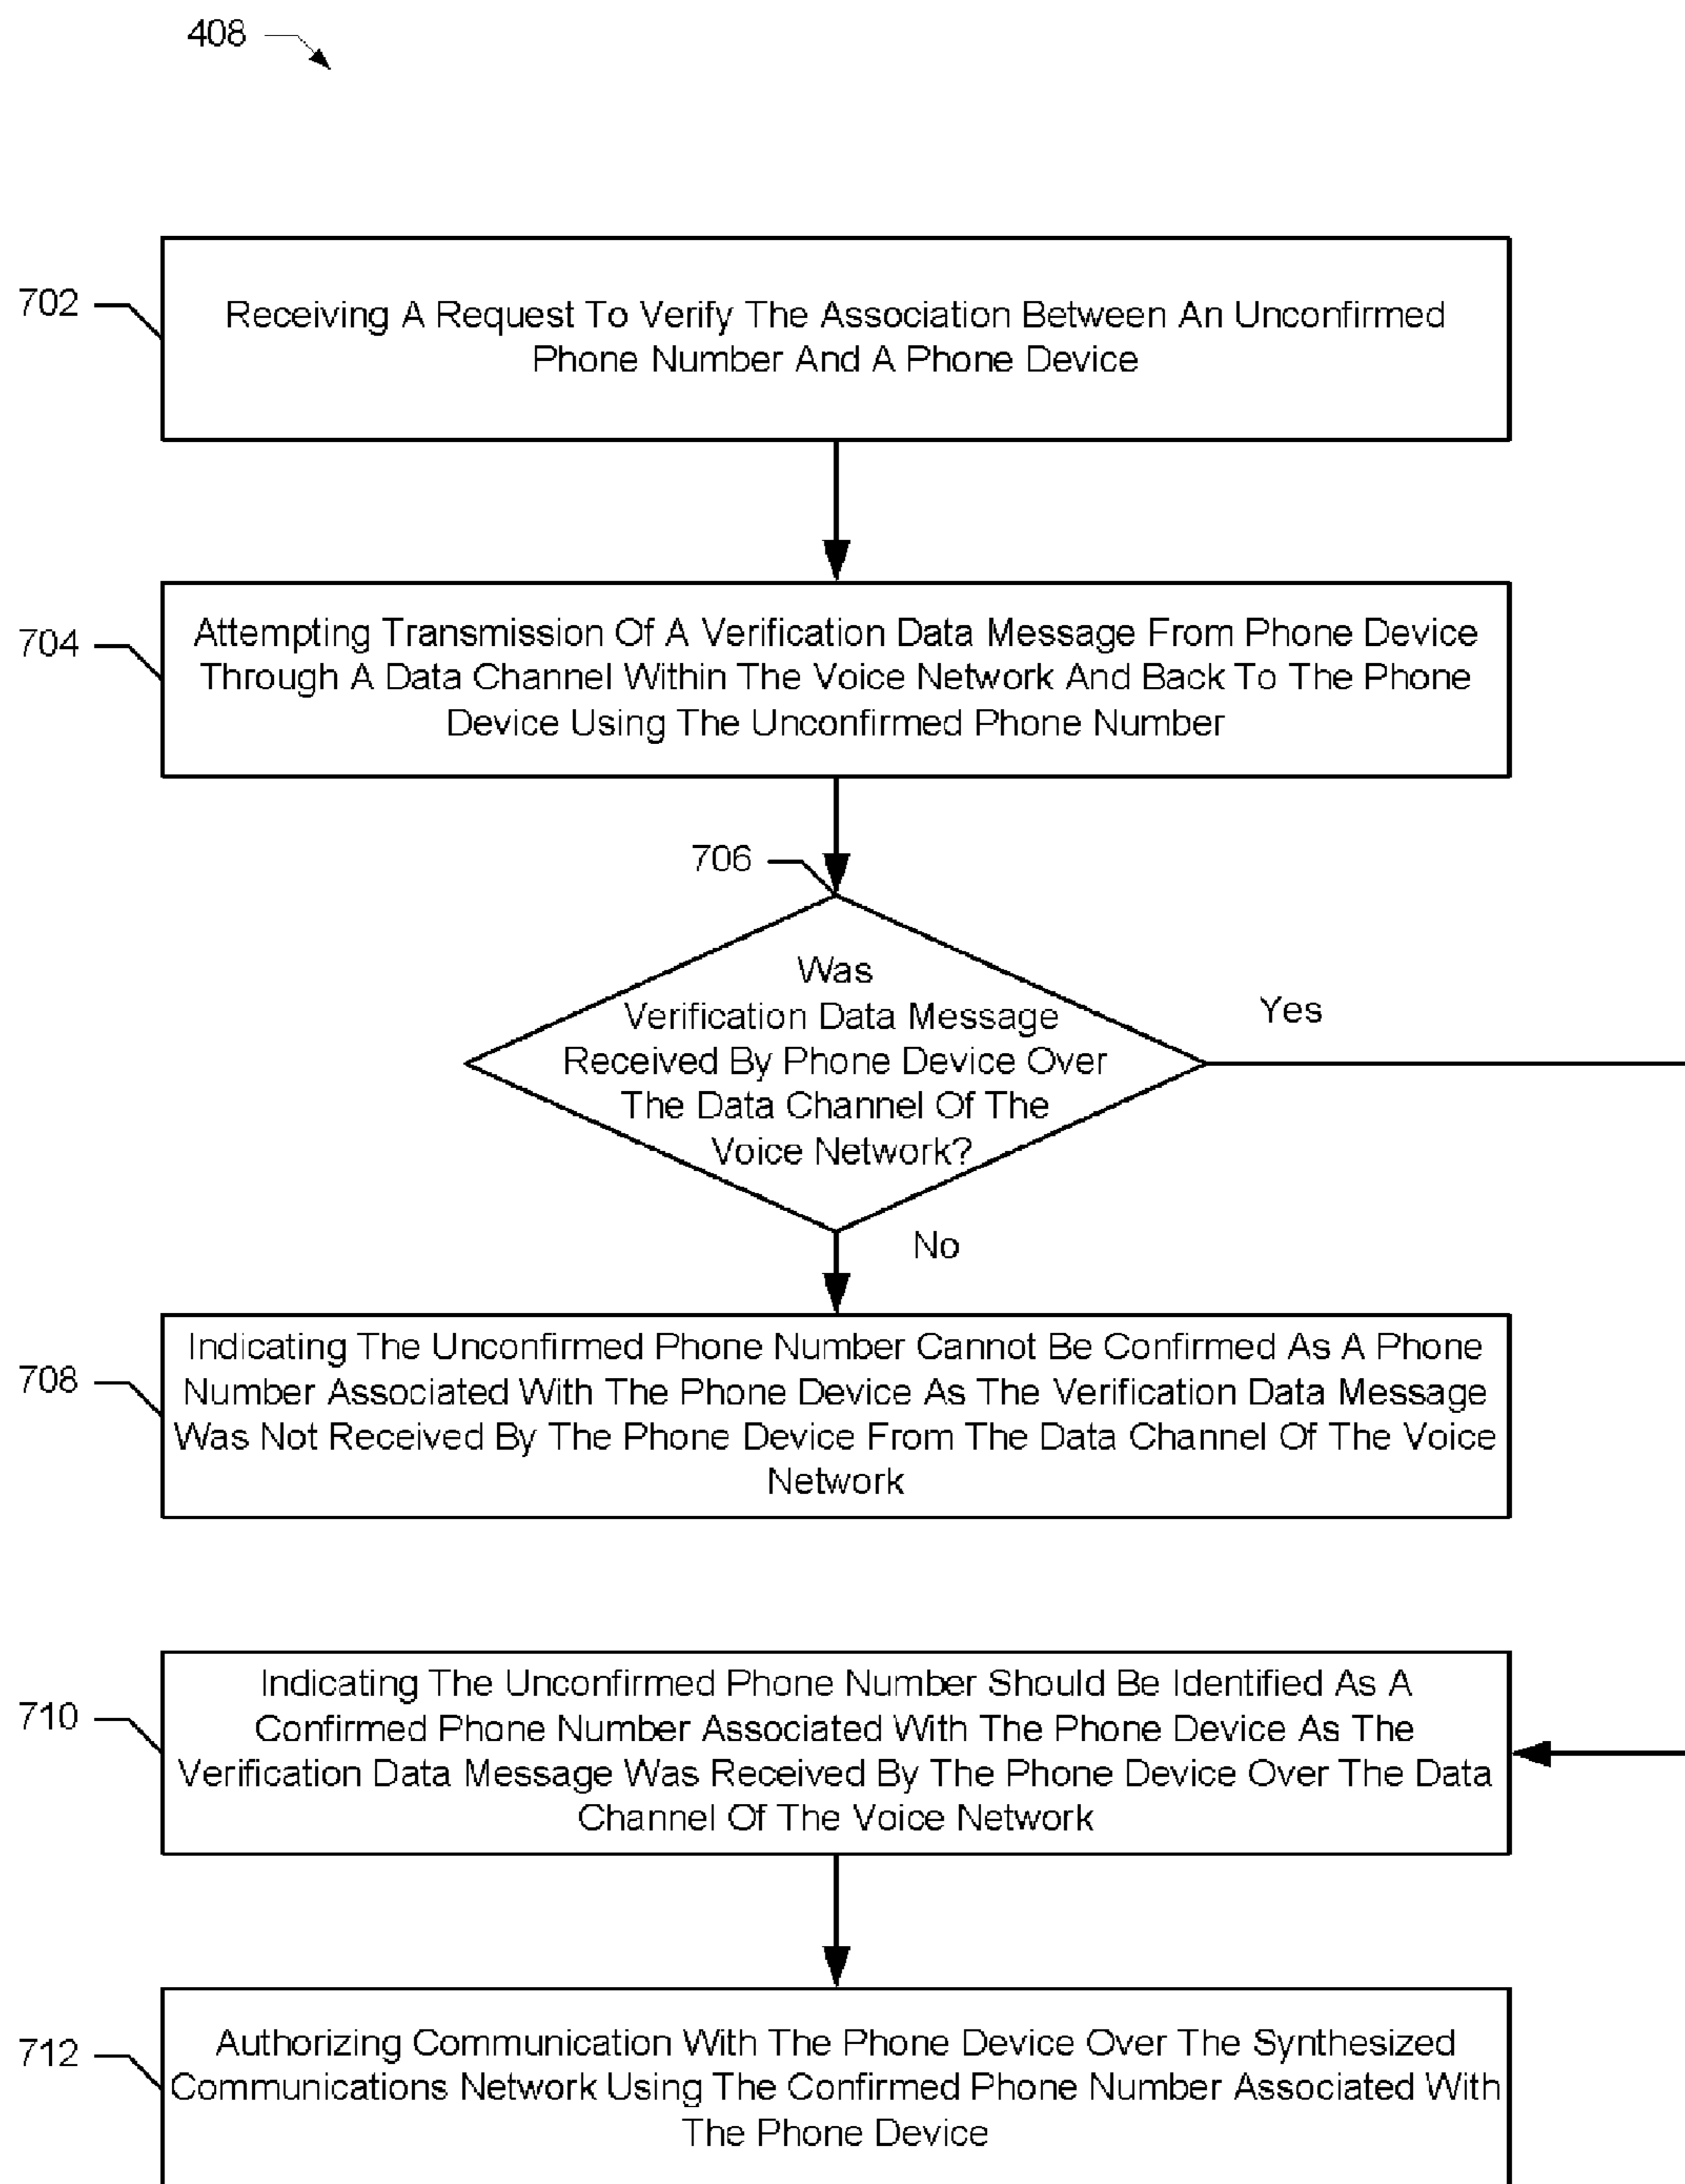 408
702
Receiving A Request To Verify The Association Between An Unconfirmed
Phone Number And A Phone Device
704
Attempting Transmission Of A Verification Data Message From Phone Device
Through A Data Channel Within The Voice Network And Back To The Phone
Device Using The Unconfirmed Phone Number
706
Was
Verification Data Message
Received By Phone Device Over
The Data Channel Of The
Voice Network?
Yes
No
708
Indicating The Unconfirmed Phone Number Cannot Be Confirmed As A Phone
Number Associated With The Phone Device As The Verification Data Message
Was Not Received By The Phone Device From The Data Channel Of The Voice
Network
710
Indicating The Unconfirmed Phone Number Should Be Identified As A
Confirmed Phone Number Associated With The Phone Device As The
Verification Data Message Was Received By The Phone Device Over The Data
Channel Of The Voice Network
712
Authorizing Communication With The Phone Device Over The Synthesized
Communications Network Using The Confirmed Phone Number Associated With
The Phone Device